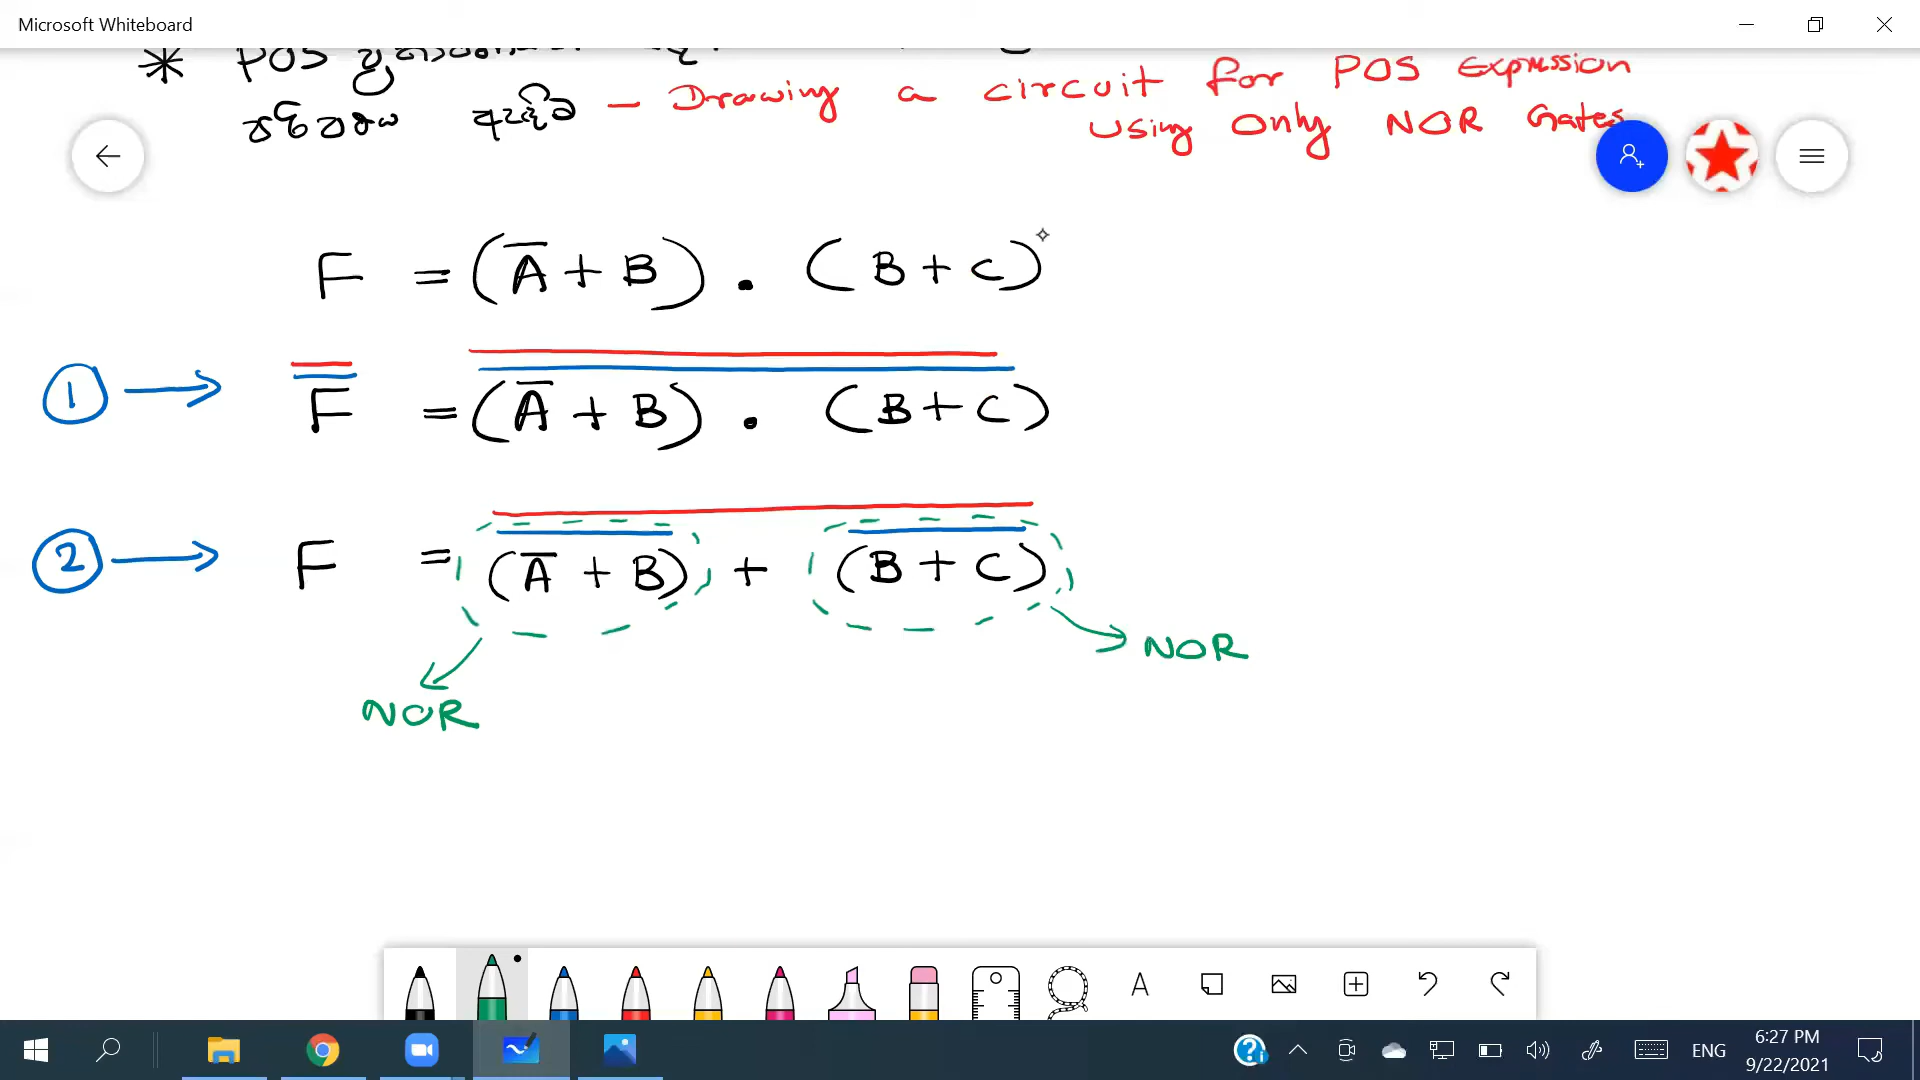 Microsoft Whiteboard
* POS
- Drawing a circuit for POS Expression
using only NOR Gates
F = (A̅ + B) . (B + C)
① → F̿ = (A̅ + B) . (B + C)
② → F = (A̅ + B) + (B + C)
NOR
NOR
A
ENG
6:27 PM
9/22/2021